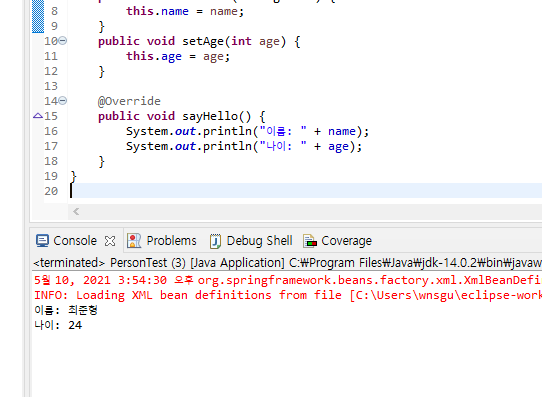 8 this.name = name;
9 }
10 public void setAge(int age) {
11 this.age = age;
12 }
13
14 @Override
15 public void sayHello() {
16 System.out.println("이름: " + name);
17 System.out.println("나이: " + age);
18 }
19 }
20
Console Problems Debug Shell Coverage
<terminated> PersonTest (3) [Java Application] C:₩Program Files₩Java₩jdk-14.0.2₩bin₩javaw
5월 10, 2021 3:54:30 오후 org.springframework.beans.factory.xml.XmlBeanDefi
INFO: Loading XML bean definitions from file [C:\Users\wnsgu\eclipse-work
이름: 최준형
나이: 24